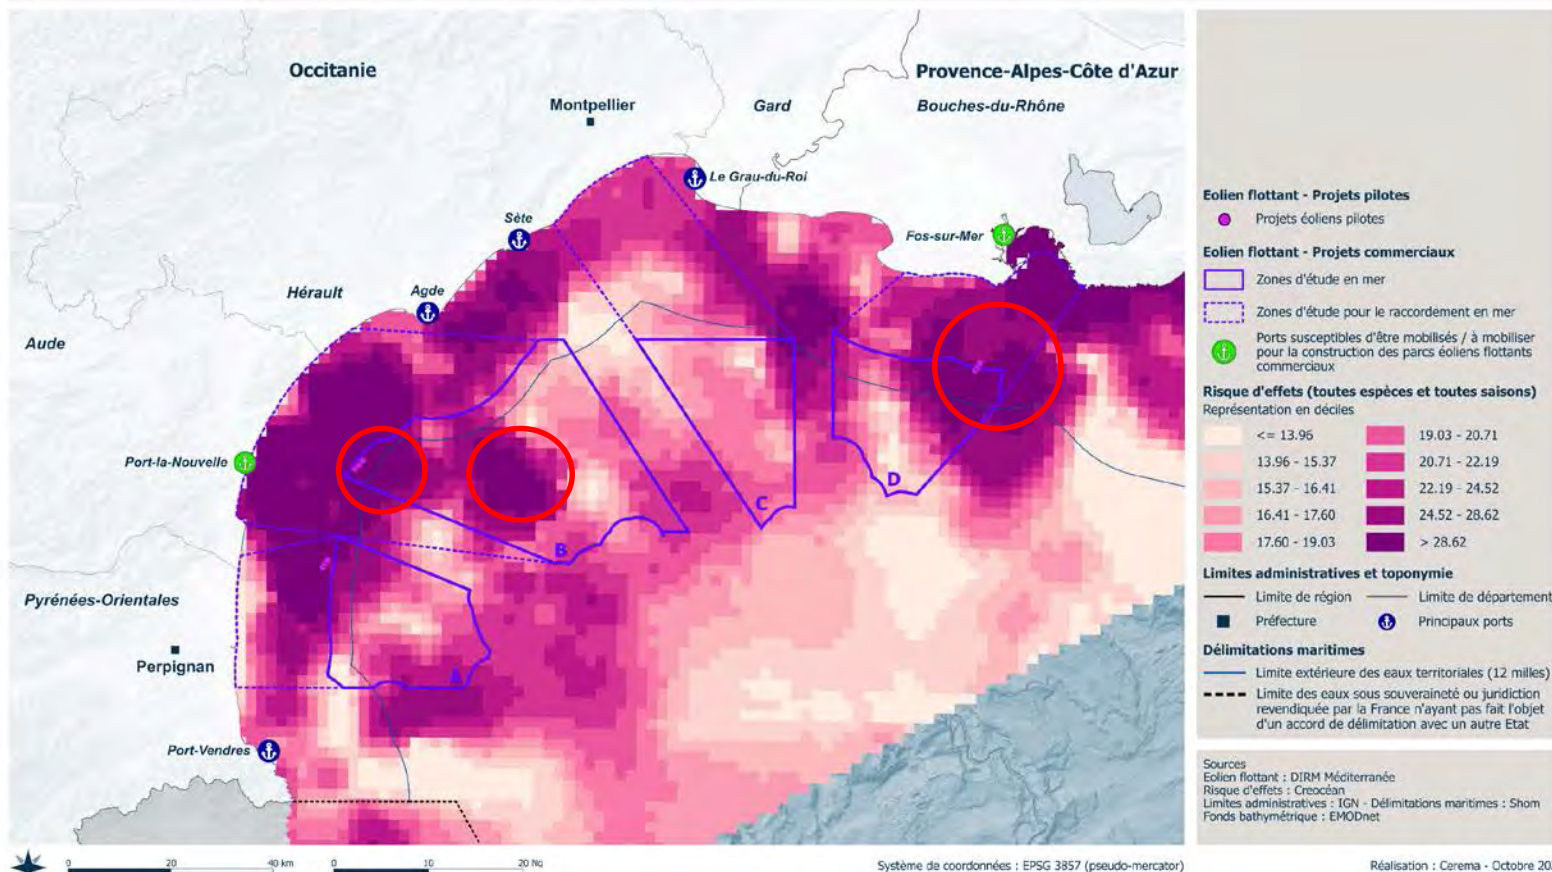 Occitanie
Provence-Alpes-Côte d'Azur
Montpellier
Gard
Bouches-du-Rhône
Le Grau-du-Roi
Sète
Fos-sur-Mer
Hérault
Agde
Aude
Port-la-Nouvelle
B
C
D
Pyrénées-Orientales
Perpignan
A
Port-Vendres
Eolien flottant - Projets pilotes
Projets éoliens pilotes
Eolien flottant - Projets commerciaux
Zones d'étude en mer
Zones d'étude pour le raccordement en mer
Ports susceptibles d'être mobilisés / à mobiliser
pour la construction des parcs éoliens flottants
commerciaux
Risque d'effets (toutes espèces et toutes saisons)
Représentation en déciles
<= 13.96 19.03 - 20.71
13.96 - 15.37 20.71 - 22.19
15.37 - 16.41 22.19 - 24.52
16.41 - 17.60 24.52 - 28.62
17.60 - 19.03 > 28.62
Limites administratives et toponymie
Limite de région Limite de département
Préfecture Principaux ports
Délimitations maritimes
Limite extérieure des eaux territoriales (12 milles)
Limite des eaux sous souveraineté ou juridiction
revendiquée par la France n'ayant pas fait l'objet
d'un accord de délimitation avec un autre Etat
Sources
Eolien flottant : DIRM Méditerranée
Risque d'effets : Creocéan
Limites administratives : IGN - Délimitations maritimes : Shom
Fonds bathymétrique : EMODnet
0 20 40 km 0 10 20 Nq
Système de coordonnées : EPSG 3857 (pseudo-mercator)
Réalisation : Cerema - Octobre 202